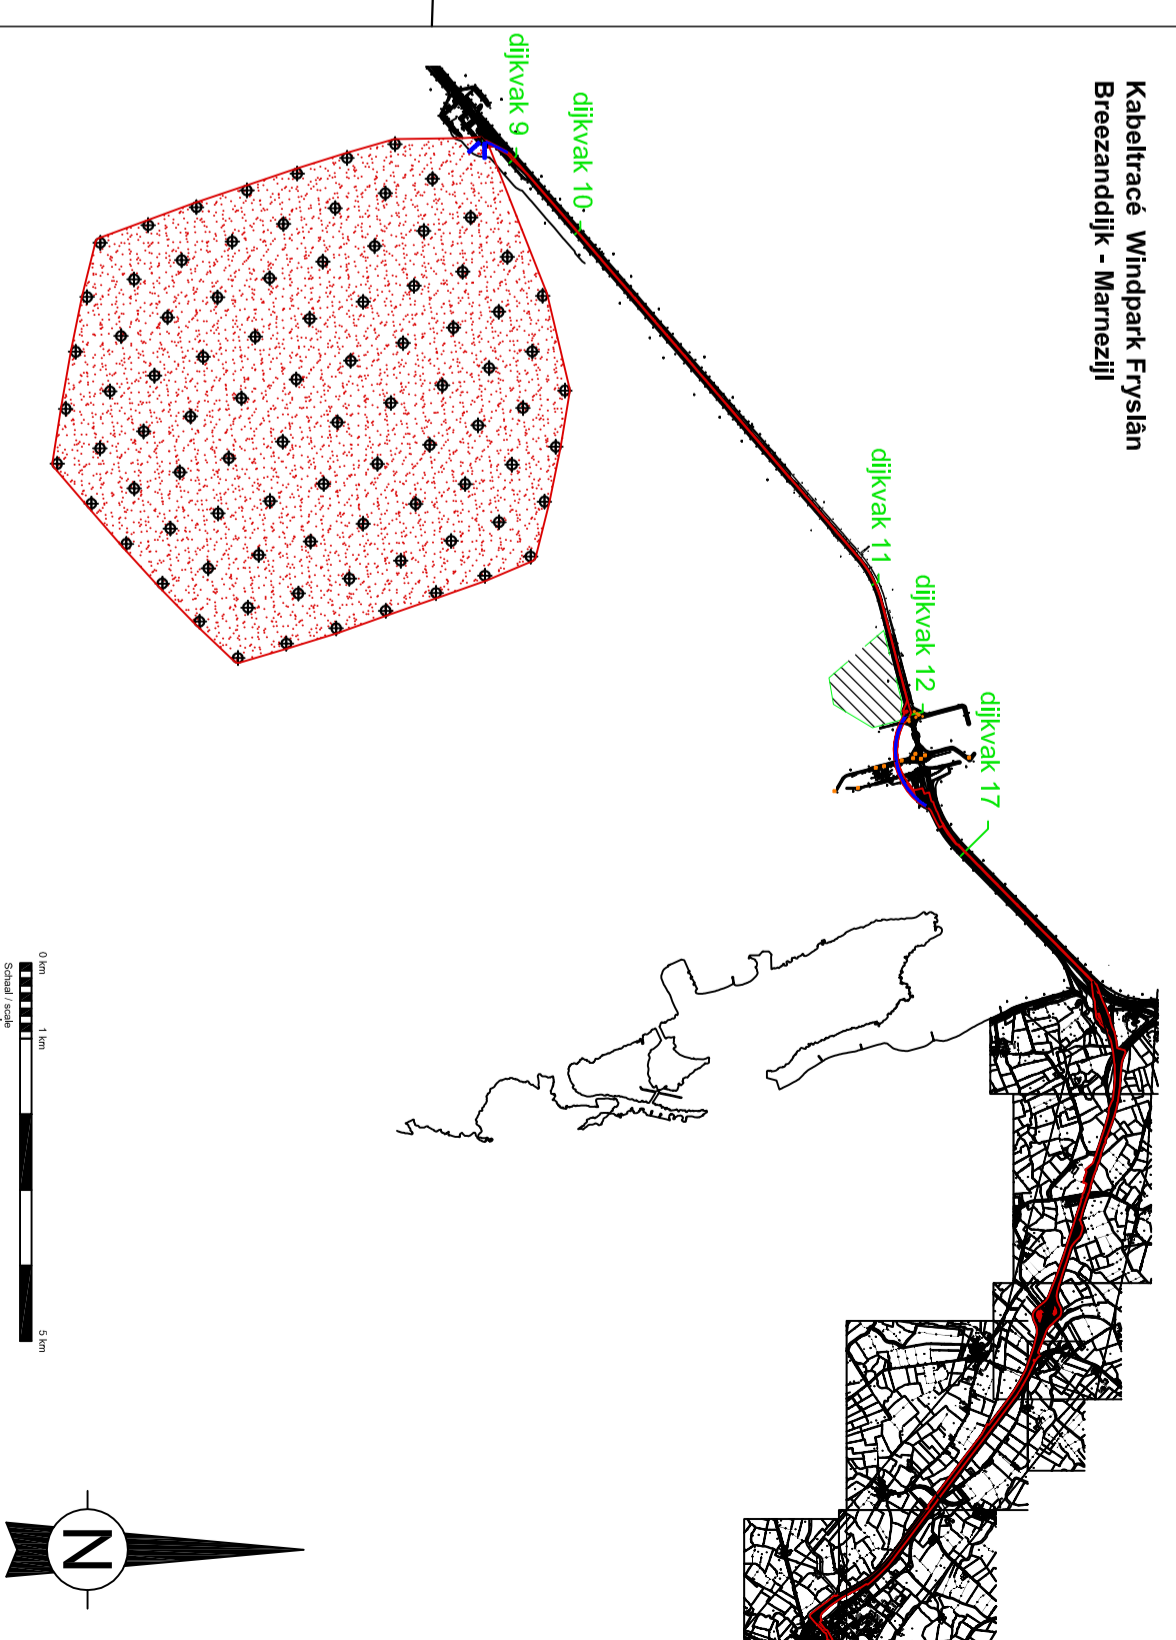 Kabeltracé Windpark Fryslân
Breezanddijk - Marnezijl
dijkvak 9
dijkvak 10
dijkvak 11
dijkvak 12
dijkvak 17
0 km
1 km
5 km
Schaal / scale
N